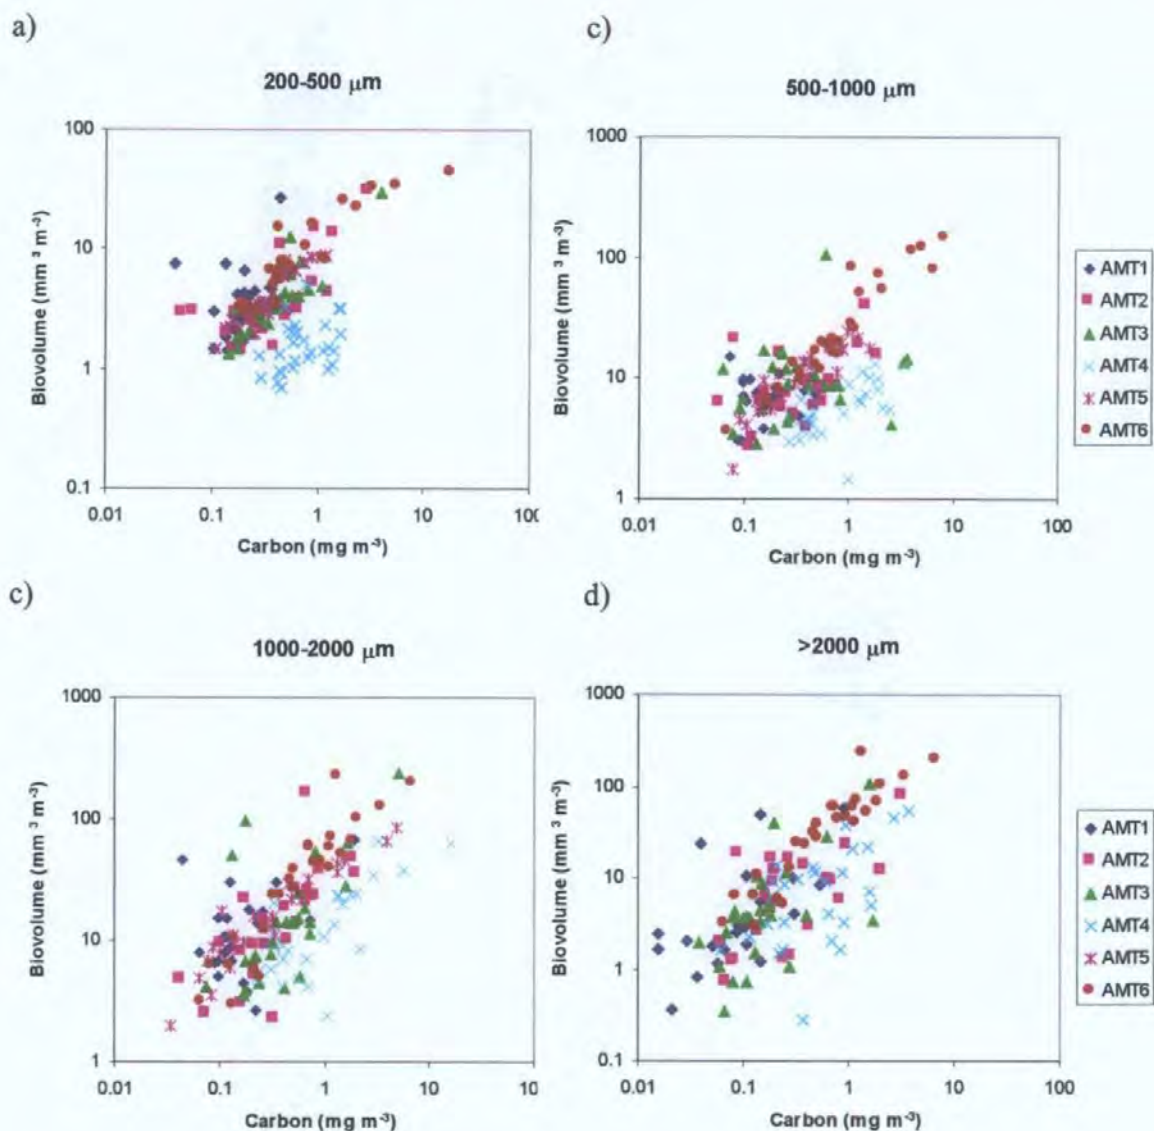 a)
200-500 μm
100
10
1
0.1
0.01
0.1
1
10
100
Biovolume (mm³ m⁻³)
Carbon (mg m⁻³)
c)
500-1000 μm
1000
100
10
1
0.01
0.1
1
10
100
Biovolume (mm³ m⁻³)
Carbon (mg m⁻³)
AMT1
AMT2
AMT3
AMT4
AMT5
AMT6
c)
1000-2000 μm
1000
100
10
1
0.01
0.1
1
10
100
Biovolume (mm³ m⁻³)
Carbon (mg m⁻³)
d)
>2000 μm
1000
100
10
1
0.1
0.01
0.1
1
10
100
Biovolume (mm³ m⁻³)
Carbon (mg m⁻³)
AMT1
AMT2
AMT3
AMT4
AMT5
AMT6